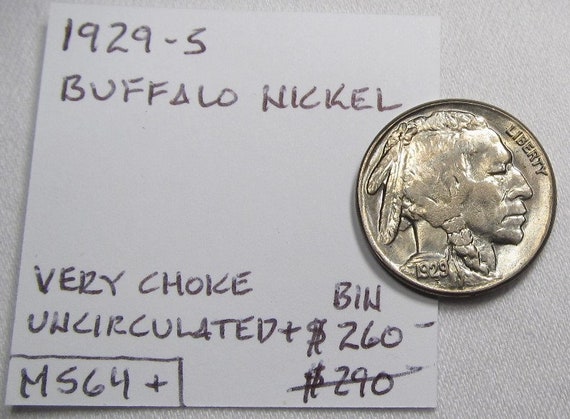 1929-S
BUFFALO NICKEL
LIBERTY
1929
VERY CHOICE
UNCIRCULATED+
BIN
$260
$290
MS64+